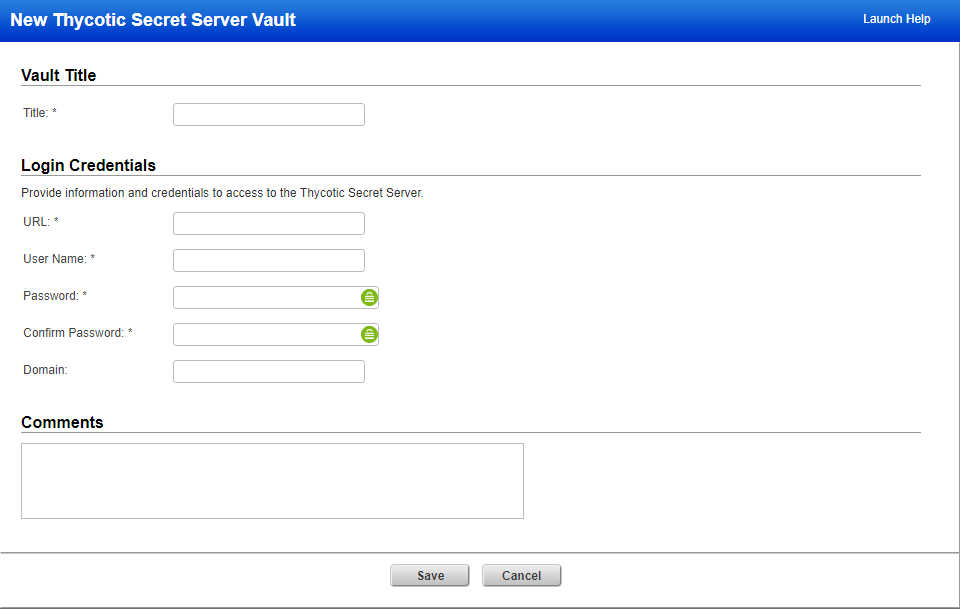 New Thycotic Secret Server Vault
Launch Help
Vault Title
Title: *
Login Credentials
Provide information and credentials to access to the Thycotic Secret Server.
URL: *
User Name: *
Password: *
Confirm Password: *
Domain:
Comments
Save
Cancel